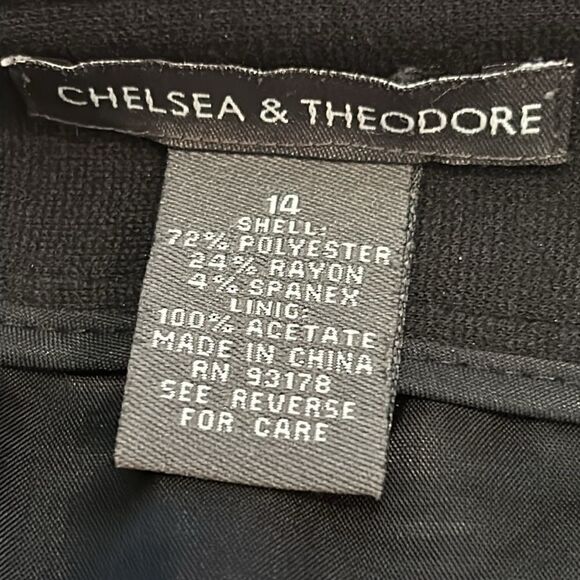 CHELSEA & THEODORE
14
SHELL:
72% POLYESTER
24% RAYON
4% SPANEX
LINIG:
100% ACETATE
MADE IN CHINA
RN 93178
SEE REVERSE
FOR CARE